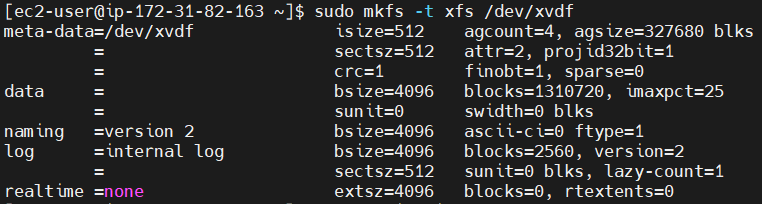 [ec2-user@ip-172-31-82-163 ~]$ sudo mkfs -t xfs /dev/xvdf
meta-data=/dev/xvdf              isize=512    agcount=4, agsize=327680 blks
         =                       sectsz=512   attr=2, projid32bit=1
         =                       crc=1        finobt=1, sparse=0
data     =                       bsize=4096   blocks=1310720, imaxpct=25
         =                       sunit=0      swidth=0 blks
naming   =version 2              bsize=4096   ascii-ci=0 ftype=1
log      =internal log           bsize=4096   blocks=2560, version=2
         =                       sectsz=512   sunit=0 blks, lazy-count=1
realtime =none                   extsz=4096   blocks=0, rtextents=0